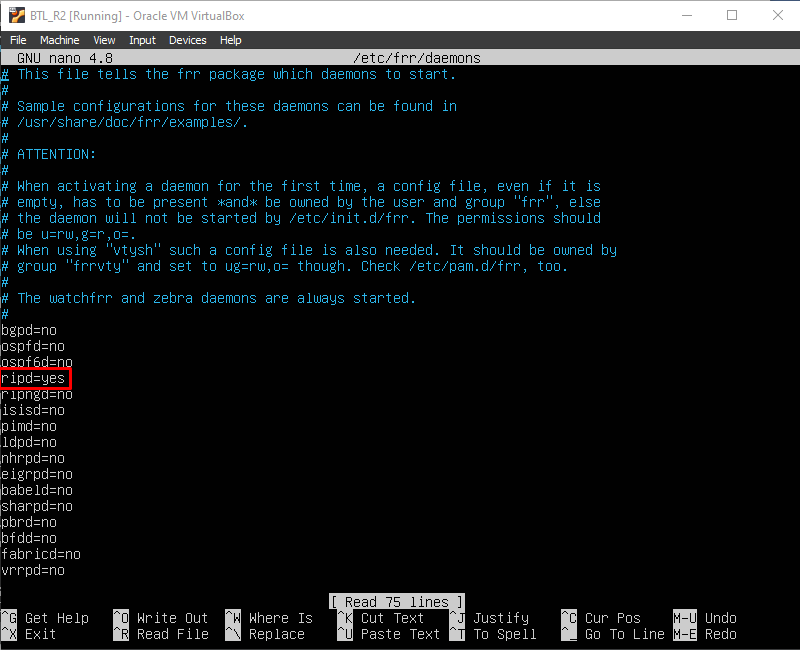 BTL_R2 [Running] - Oracle VM VirtualBox
File Machine View Input Devices Help
GNU nano 4.8 /etc/frr/daemons
# This file tells the frr package which daemons to start.
#
# Sample configurations for these daemons can be found in
# /usr/share/doc/frr/examples/.
#
# ATTENTION:
#
# When activating a daemon for the first time, a config file, even if it is
# empty, has to be present *and* be owned by the user and group "frr", else
# the daemon will not be started by /etc/init.d/frr. The permissions should
# be u=rw,g=r,o=.
# When using "vtysh" such a config file is also needed. It should be owned by
# group "frrvty" and set to ug=rw,o= though. Check /etc/pam.d/frr, too.
#
# The watchfrr and zebra daemons are always started.
#
bgpd=no
ospfd=no
ospf6d=no
ripd=yes
ripngd=no
isisd=no
pimd=no
ldpd=no
nhrpd=no
eigrpd=no
babeld=no
sharpd=no
pbrd=no
bfdd=no
fabricd=no
vrrpd=no
[ Read 75 lines ]
^G Get Help ^O Write Out ^W Where Is ^K Cut Text ^J Justify ^C Cur Pos M-U Undo
^X Exit ^R Read File ^\ Replace ^U Paste Text ^T To Spell ^_ Go To Line M-E Redo